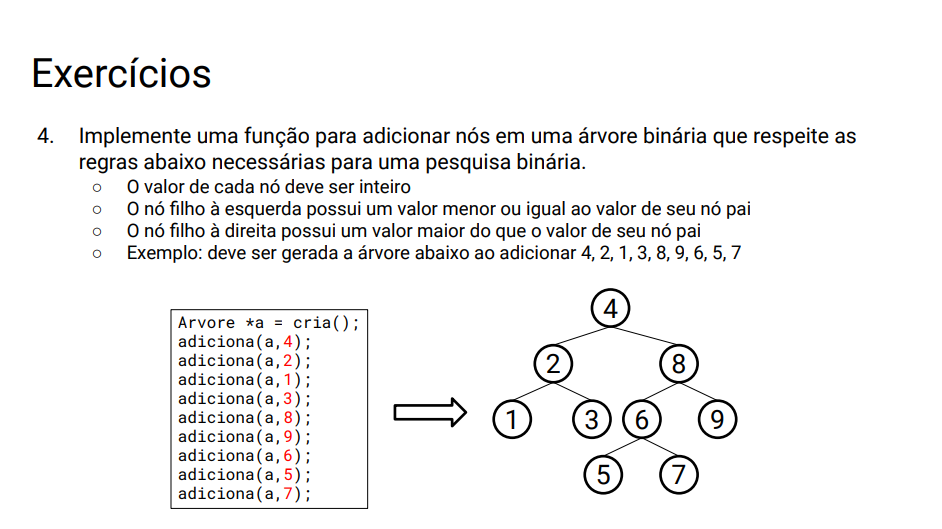 Exercícios
4. Implemente uma função para adicionar nós em uma árvore binária que respeite as
regras abaixo necessárias para uma pesquisa binária.
○ O valor de cada nó deve ser inteiro
○ O nó filho à esquerda possui um valor menor ou igual ao valor de seu nó pai
○ O nó filho à direita possui um valor maior do que o valor de seu nó pai
○ Exemplo: deve ser gerada a árvore abaixo ao adicionar 4, 2, 1, 3, 8, 9, 6, 5, 7
Arvore *a = cria();
adiciona(a,4);
adiciona(a,2);
adiciona(a,1);
adiciona(a,3);
adiciona(a,8);
adiciona(a,9);
adiciona(a,6);
adiciona(a,5);
adiciona(a,7);
4
2 8
1 3 6 9
5 7